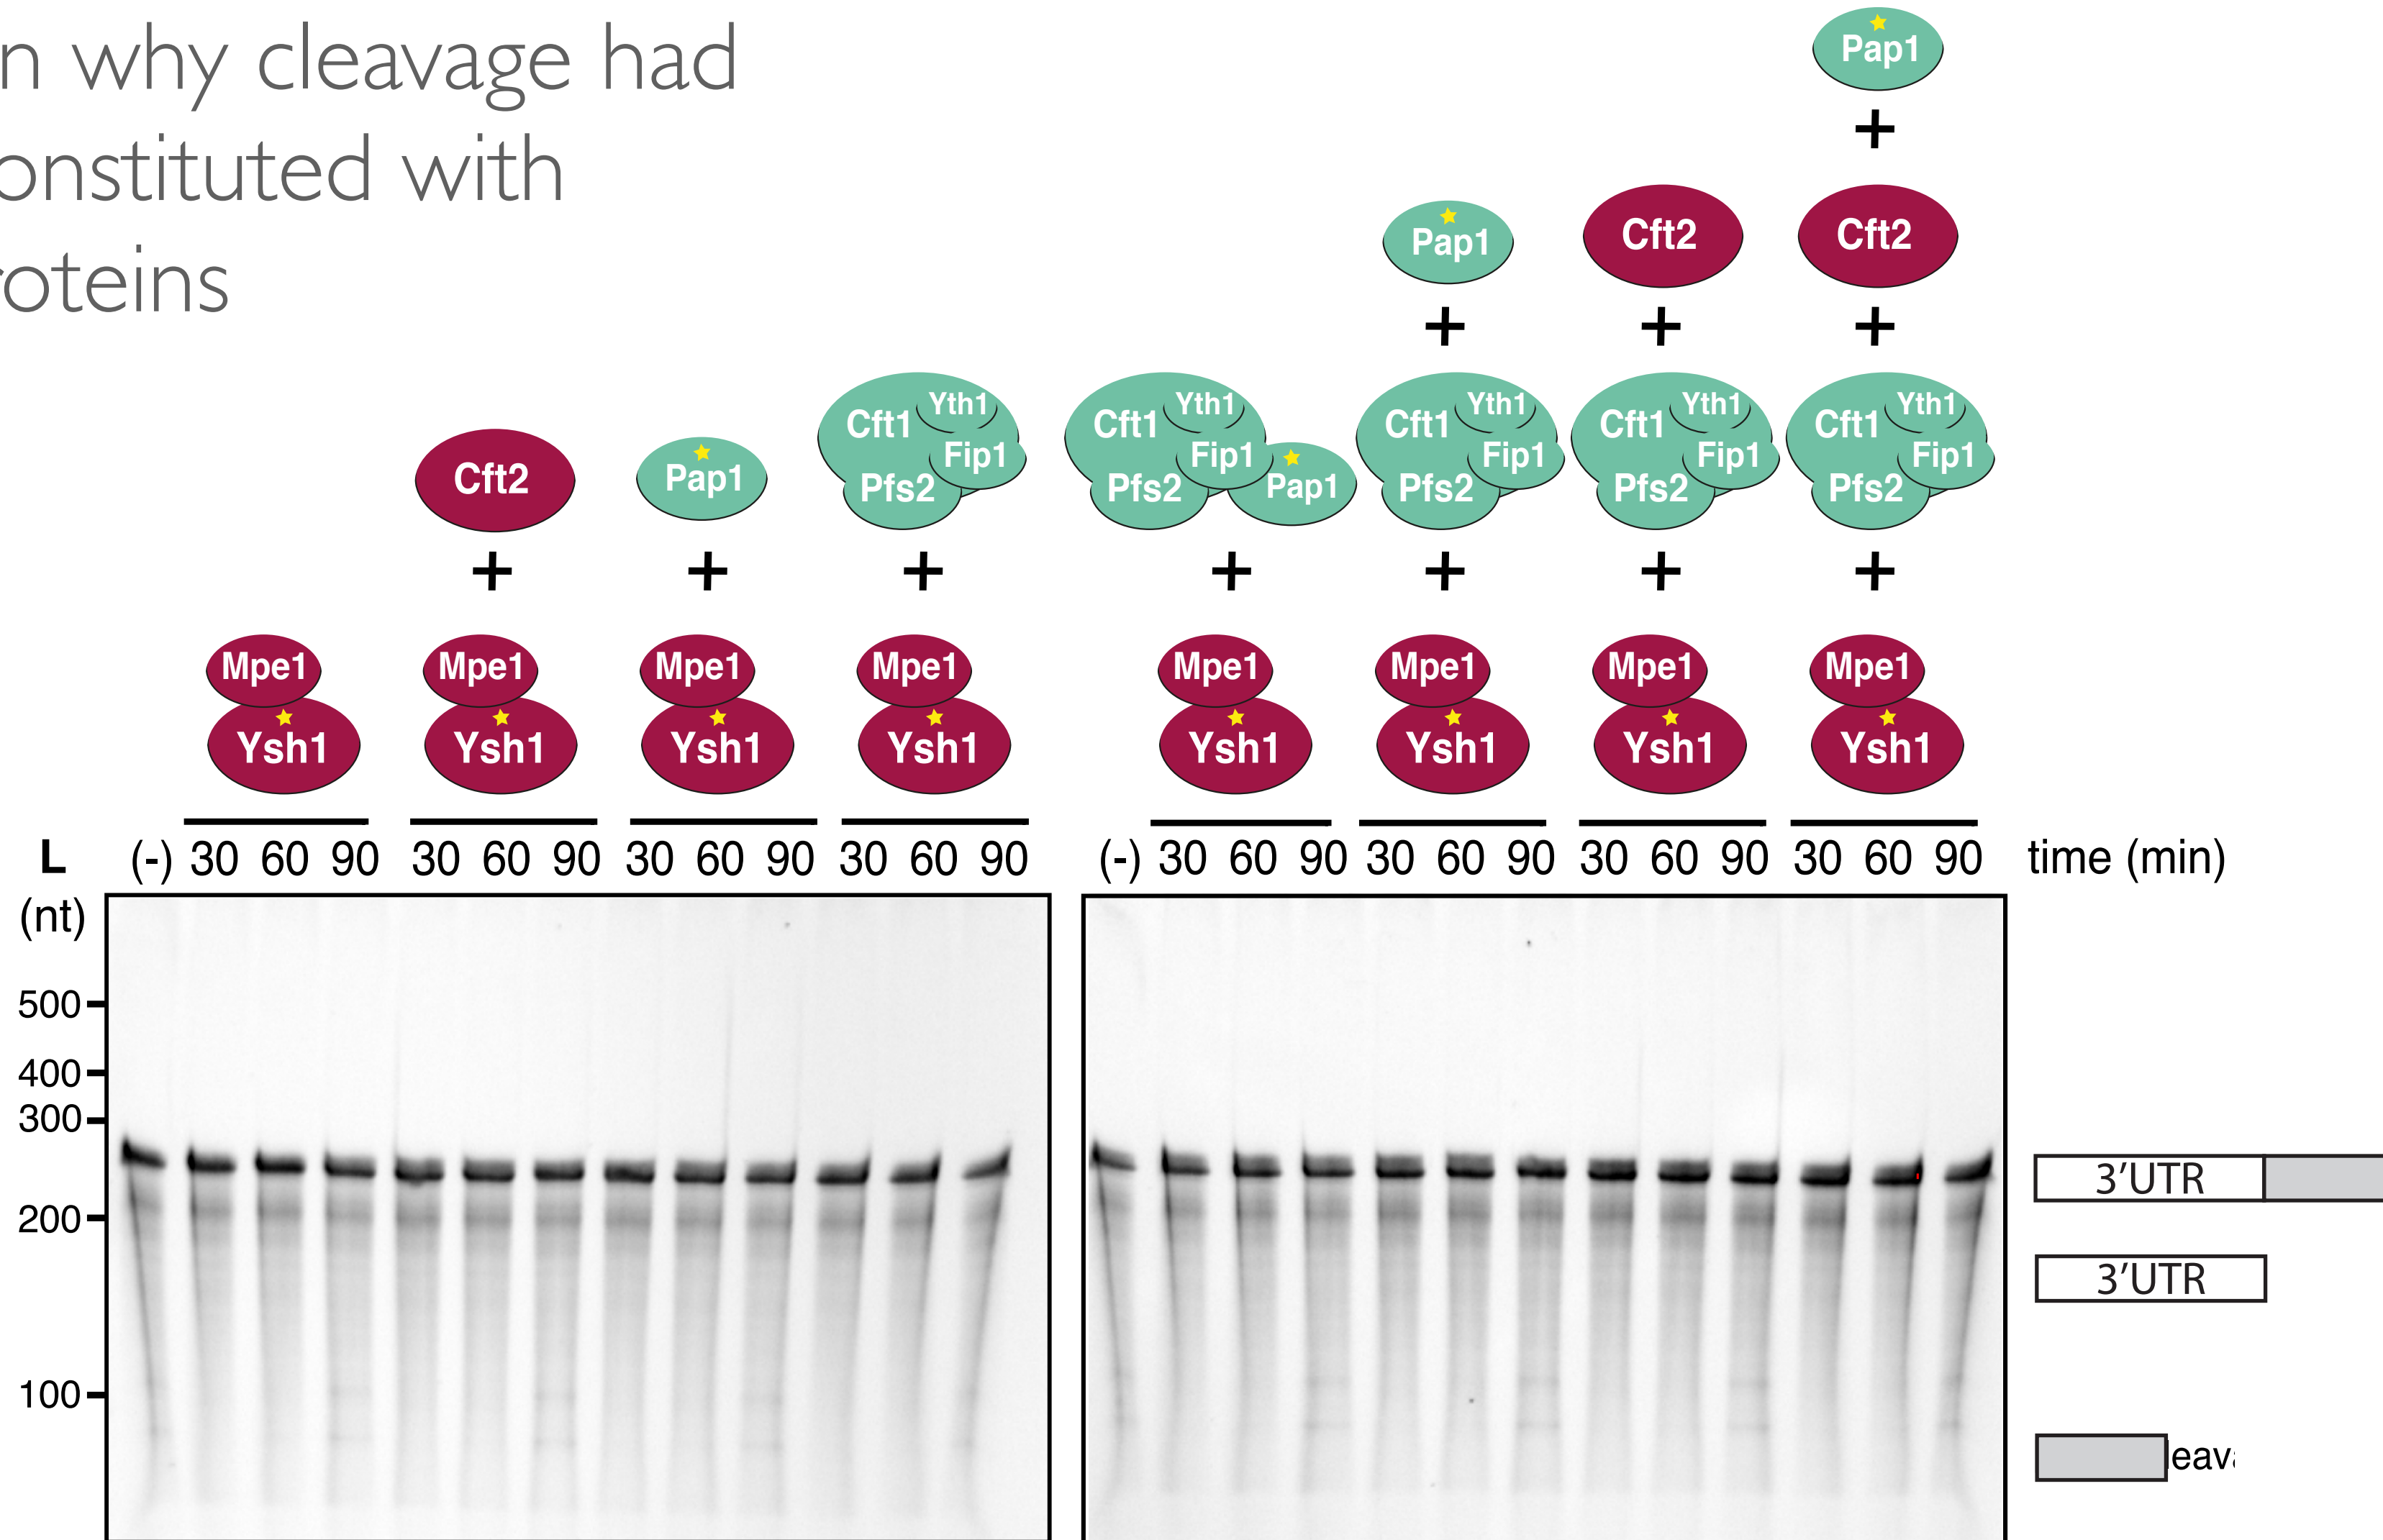 n why cleavage had
onstituted with
roteins
Pap1
+
Pap1 Cft2 Cft2
+ + +
Cft2 Pap1 Cft1 Yth1 Fip1 Pfs2 Cft1 Yth1 Fip1 Pfs2 Pap1 Cft1 Yth1 Fip1 Pfs2 Cft1 Yth1 Fip1 Pfs2 Cft1 Yth1 Fip1 Pfs2
+ + + + + + +
Mpe1 Mpe1 Mpe1 Mpe1 Mpe1 Mpe1 Mpe1 Mpe1
Ysh1 Ysh1 Ysh1 Ysh1 Ysh1 Ysh1 Ysh1 Ysh1
L (-) 30 60 90 30 60 90 30 60 90 30 60 90 (-) 30 60 90 30 60 90 30 60 90 30 60 90 time (min)
(nt)
500
400
300
200
100
3'UTR
3'UTR
eav